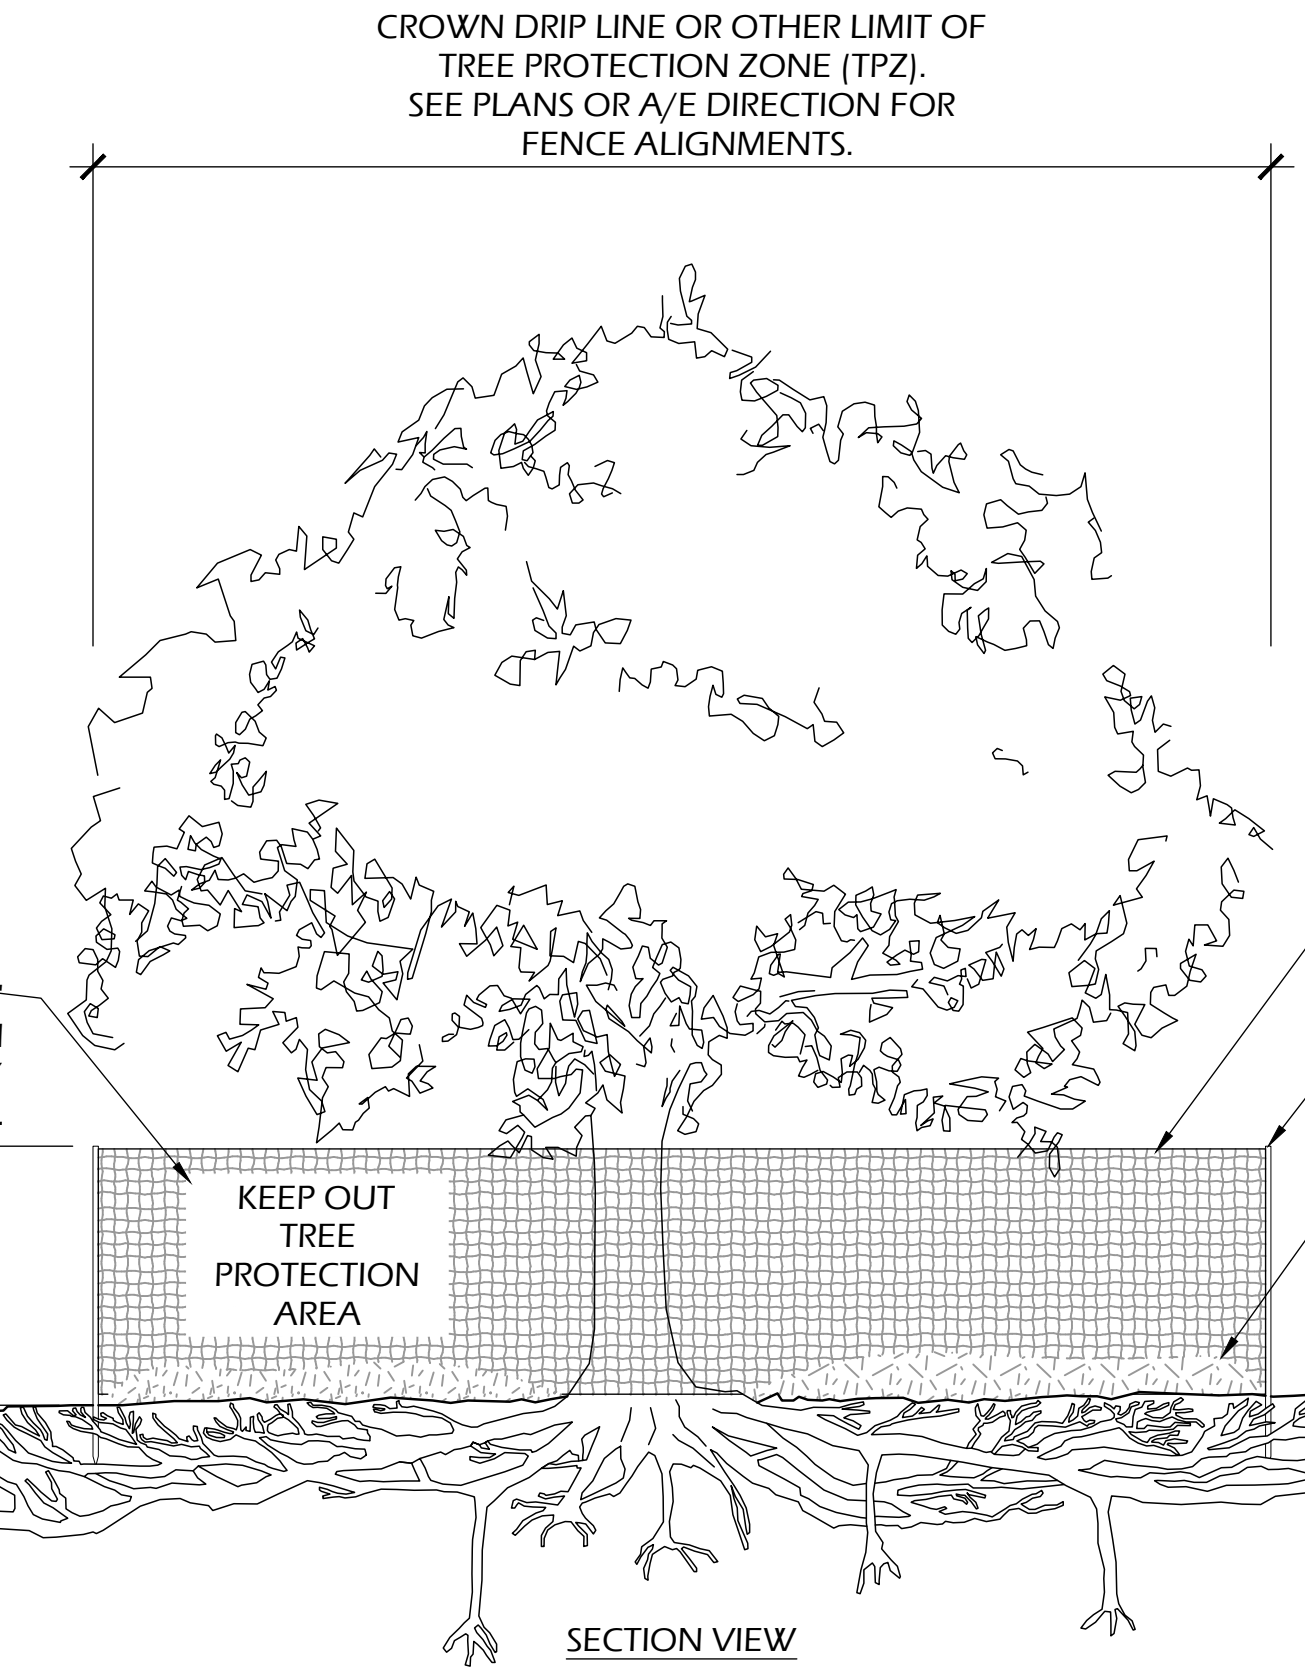 CROWN DRIP LINE OR OTHER LIMIT OF
TREE PROTECTION ZONE (TPZ).
SEE PLANS OR A/E DIRECTION FOR
FENCE ALIGNMENTS.
KEEP OUT
TREE
PROTECTION
AREA
SECTION VIEW